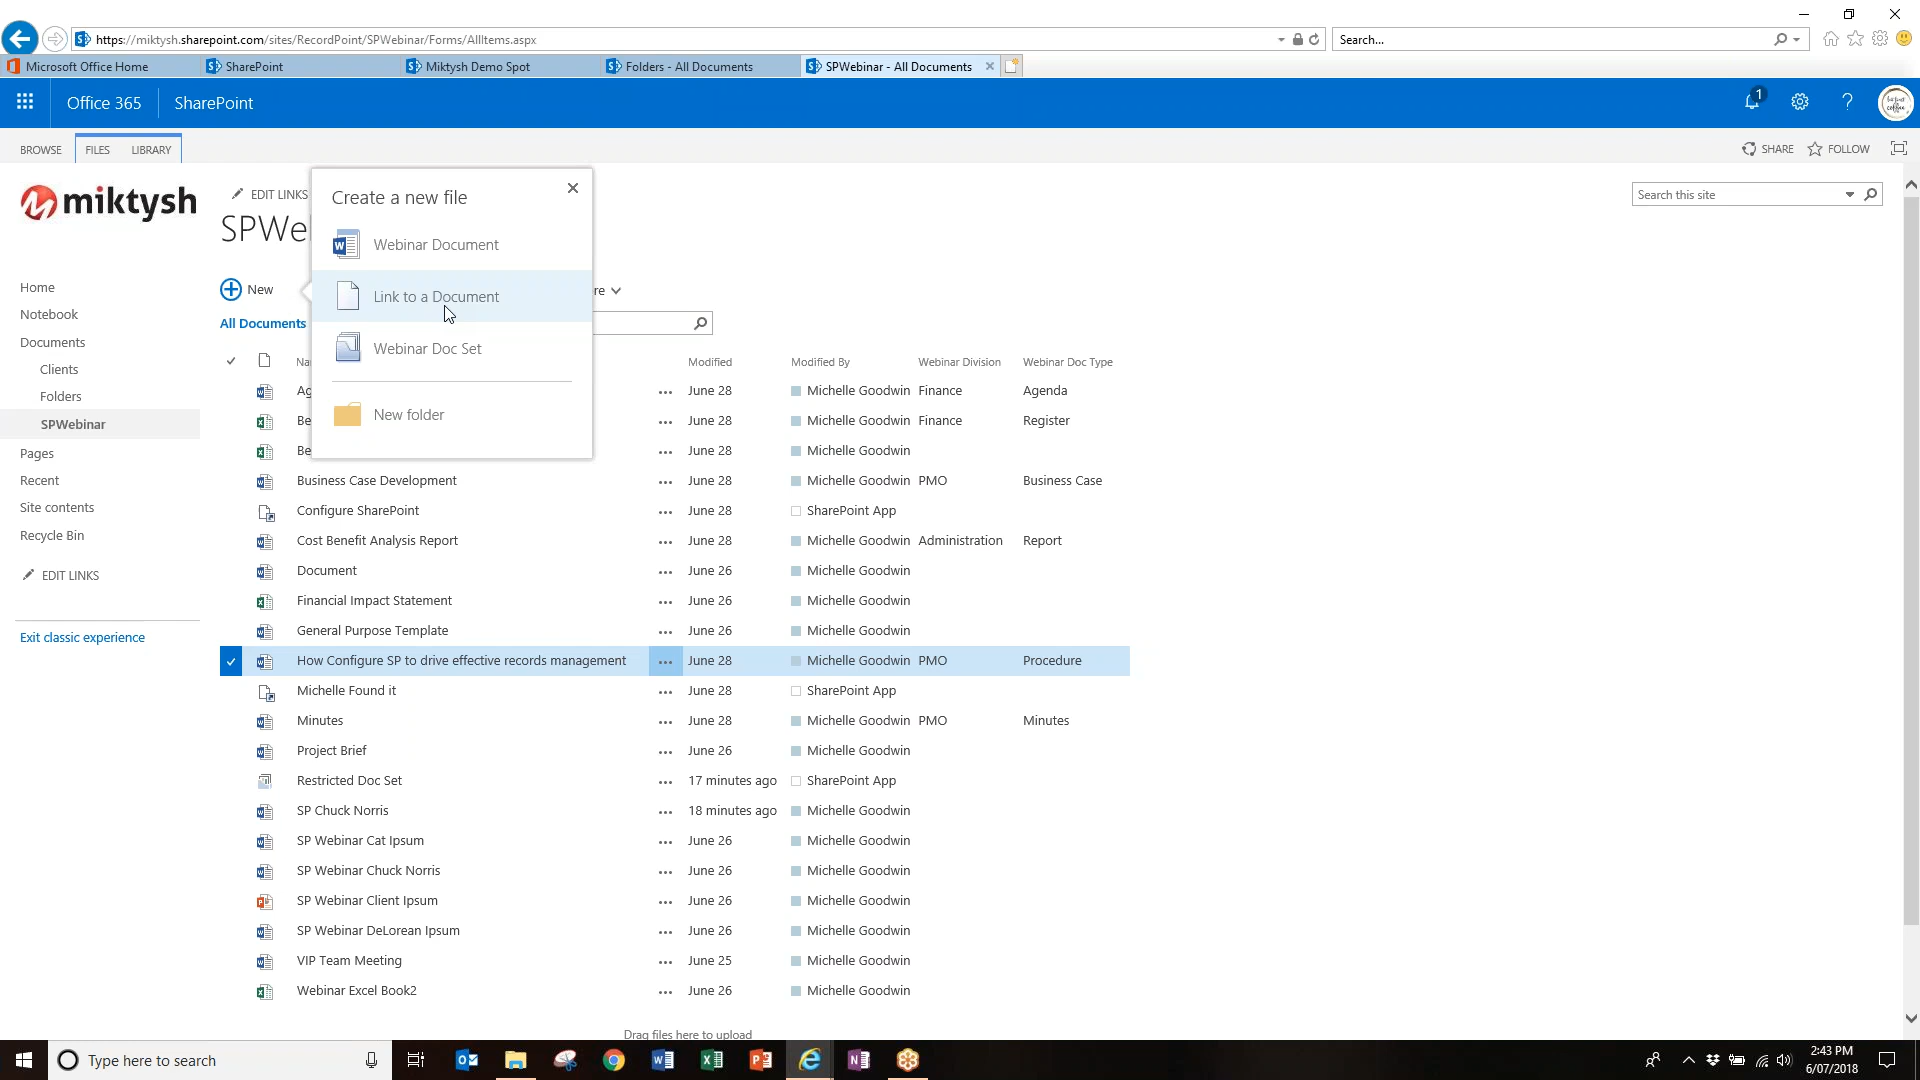 https://miktysh.sharepoint.com/sites/RecordPoint/SPWebinar/Forms/AllItems.aspx
Search...
Microsoft Office Home
SharePoint
Miktysh Demo Spot
Folders - All Documents
SPWebinar - All Documents
Office 365
SharePoint
1
BROWSE
FILES
LIBRARY
SHARE
FOLLOW
miktysh
EDIT LINKS
Search this site
Create a new file
Webinar Document
Link to a Document
Webinar Doc Set
New folder
Home
Notebook
Documents
Clients
Folders
SPWebinar
Pages
Recent
Site contents
Recycle Bin
EDIT LINKS
Exit classic experience
New
All Documents
Modified Modified By Webinar Division Webinar Doc Type
June 28 Michelle Goodwin Finance Agenda
June 28 Michelle Goodwin Finance Register
June 28 Michelle Goodwin
Business Case Development ... June 28 Michelle Goodwin PMO Business Case
Configure SharePoint ... June 28 SharePoint App
Cost Benefit Analysis Report ... June 28 Michelle Goodwin Administration Report
Document ... June 26 Michelle Goodwin
Financial Impact Statement ... June 26 Michelle Goodwin
General Purpose Template ... June 26 Michelle Goodwin
How Configure SP to drive effective records management ... June 28 Michelle Goodwin PMO Procedure
Michelle Found it ... June 28 SharePoint App
Minutes ... June 28 Michelle Goodwin PMO Minutes
Project Brief ... June 26 Michelle Goodwin
Restricted Doc Set ... 17 minutes ago SharePoint App
SP Chuck Norris ... 18 minutes ago Michelle Goodwin
SP Webinar Cat Ipsum ... June 26 Michelle Goodwin
SP Webinar Chuck Norris ... June 26 Michelle Goodwin
SP Webinar Client Ipsum ... June 26 Michelle Goodwin
SP Webinar DeLorean Ipsum ... June 26 Michelle Goodwin
VIP Team Meeting ... June 25 Michelle Goodwin
Webinar Excel Book2 ... June 26 Michelle Goodwin
Drag files here to upload
Type here to search
2:43 PM
6/07/2018